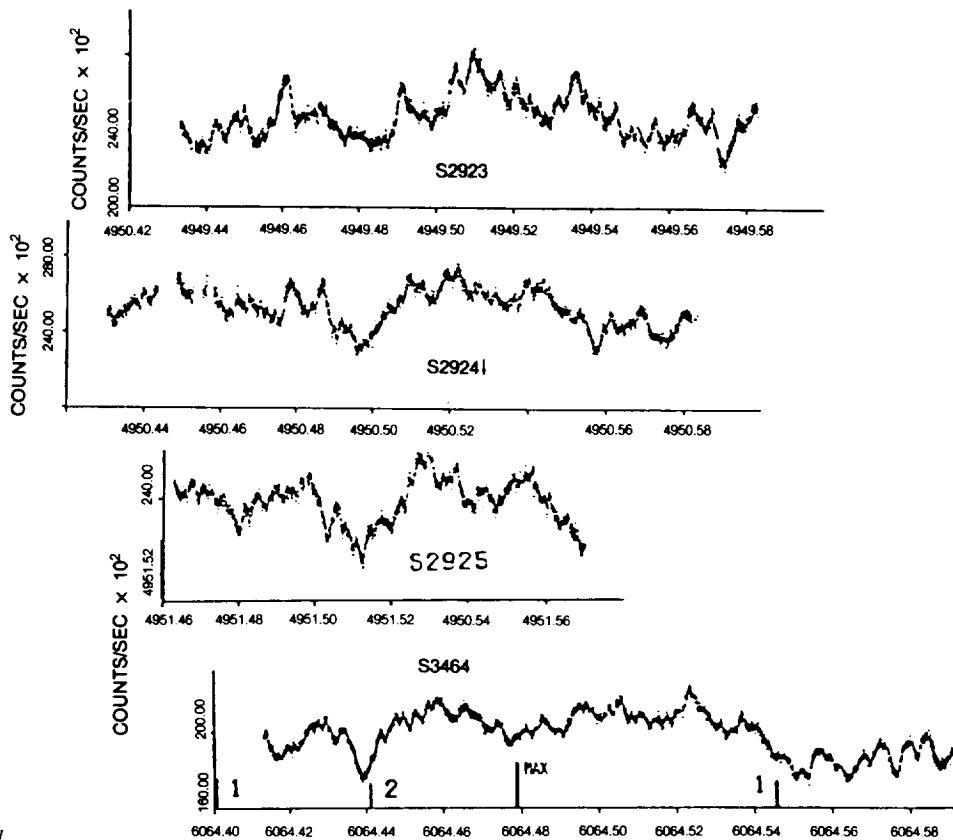 COUNTS/SEC × 10²
240.00
200.00
S2923
4950.42 4949.44 4949.46 4949.48 4949.50 4949.52 4949.54 4949.56 4949.58
COUNTS/SEC × 10²
280.00
240.00
S2924
4950.44 4950.46 4950.48 4950.50 4950.52 4950.56 4950.58
240.00
4951.52
S2925
4951.46 4951.48 4951.50 4951.52 4950.54 4951.56
COUNTS/SEC × 10²
S3464
200.00
160.00
1 2 MAX 1
6064.40 6064.42 6064.44 6064.46 6064.48 6064.50 6064.52 6064.54 6064.56 6064.58